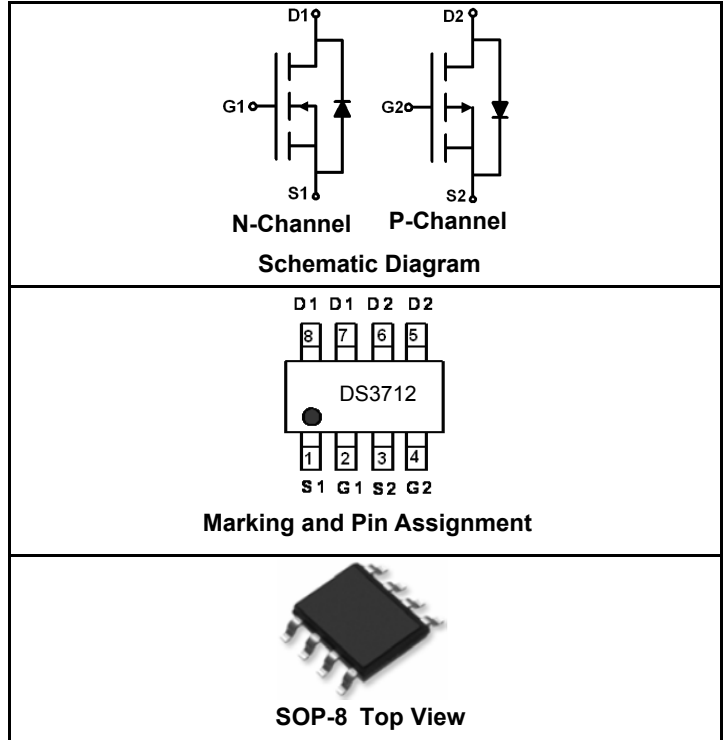 D1 D2
G1 G2
S1 S2
N-Channel P-Channel
Schematic Diagram
D1 D1 D2 D2
8 7 6 5
DS3712
1 2 3 4
S1 G1 S2 G2
Marking and Pin Assignment
SOP-8 Top View